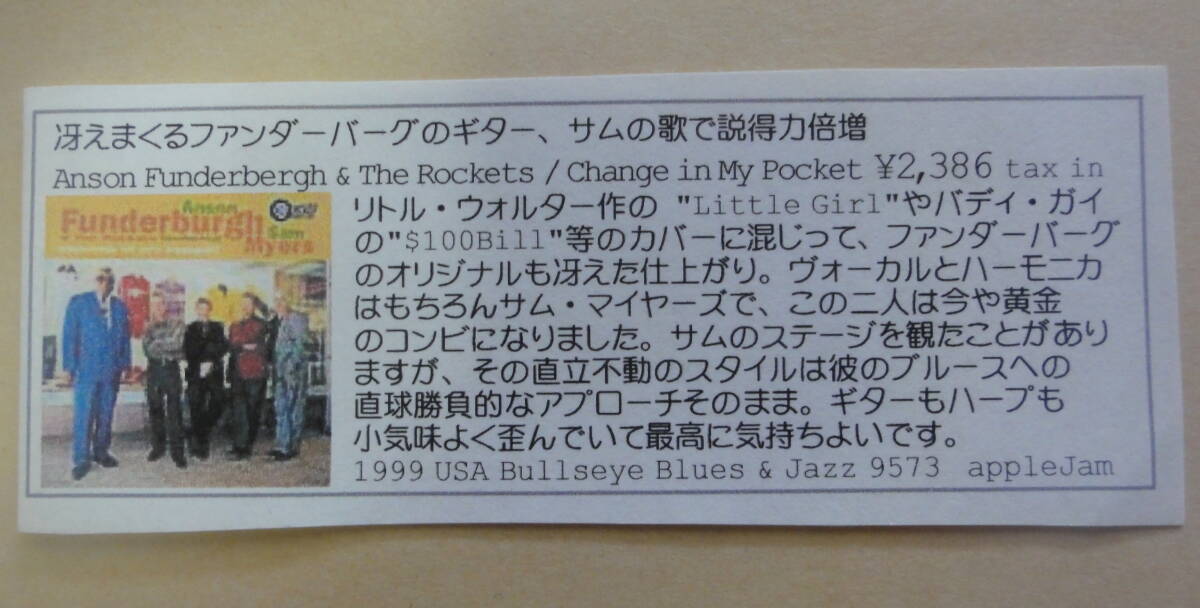 冴えまくるファンダーバーグのギター、サムの歌で説得力倍増
Anson Funderbergh & The Rockets / Change in My Pocket ¥2,386 tax in
Anson
Funderburgh
Sam
Myers
リトル・ウォルター作の "Little Girl"やバディ・ガイ
の"$100Bill"等のカバーに混じって、ファンダーバーグ
のオリジナルも冴えた仕上がり。ヴォーカルとハーモニカ
はもちろんサム・マイヤーズで、この二人は今や黄金
のコンビになりました。サムのステージを観たことがあり
ますが、その直立不動のスタイルは彼のブルースへの
直球勝負的なアプローチそのまま。ギターもハープも
小気味よく歪んでいて最高に気持ちよいです。
1999 USA Bullseye Blues & Jazz 9573 appleJam